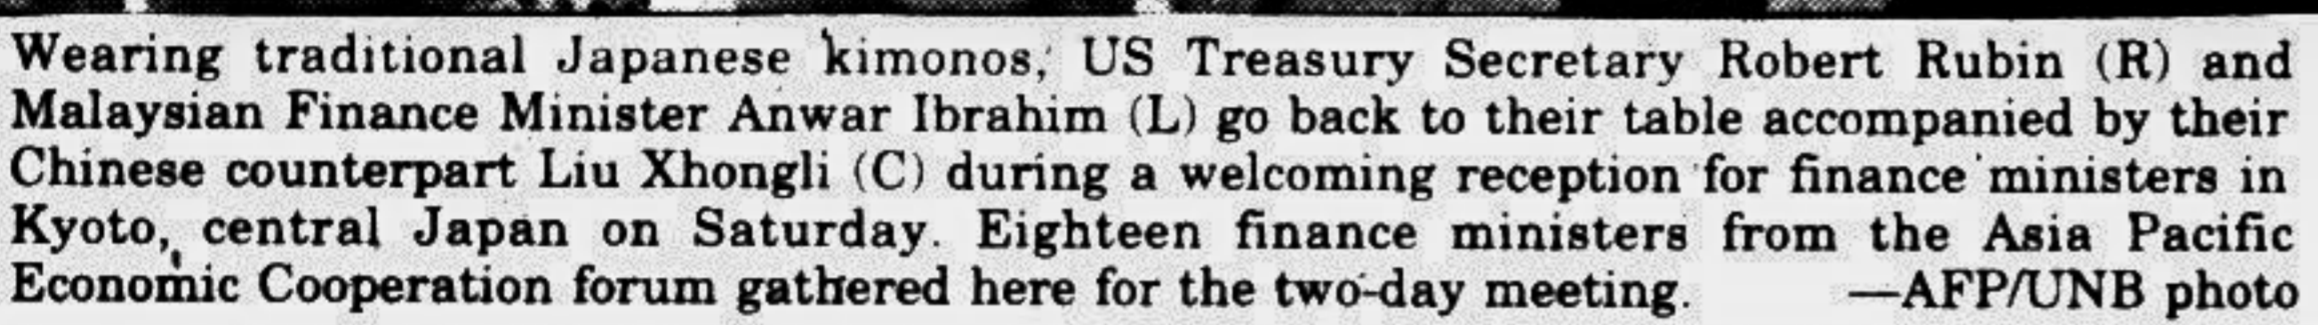 Wearing traditional Japanese kimonos, US Treasury Secretary Robert Rubin (R) and
Malaysian Finance Minister Anwar Ibrahim (L) go back to their table accompanied by their
Chinese counterpart Liu Xhongli (C) during a welcoming reception for finance ministers in
Kyoto, central Japan on Saturday. Eighteen finance ministers from the Asia Pacific
Economic Cooperation forum gathered here for the two-day meeting. —AFP/UNB photo